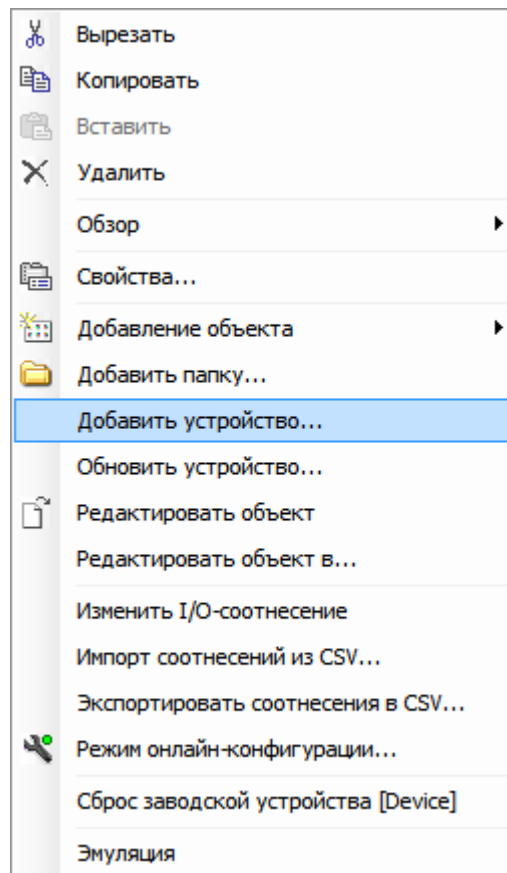 Вырезать
Копировать
Вставить
Удалить
Обзор
Свойства...
Добавление объекта
Добавить папку...
Добавить устройство...
Обновить устройство...
Редактировать объект
Редактировать объект в...
Изменить I/O-соотнесение
Импорт соотнесений из CSV...
Экспортировать соотнесения в CSV...
Режим онлайн-конфигурации...
Сброс заводской устройства [Device]
Эмуляция